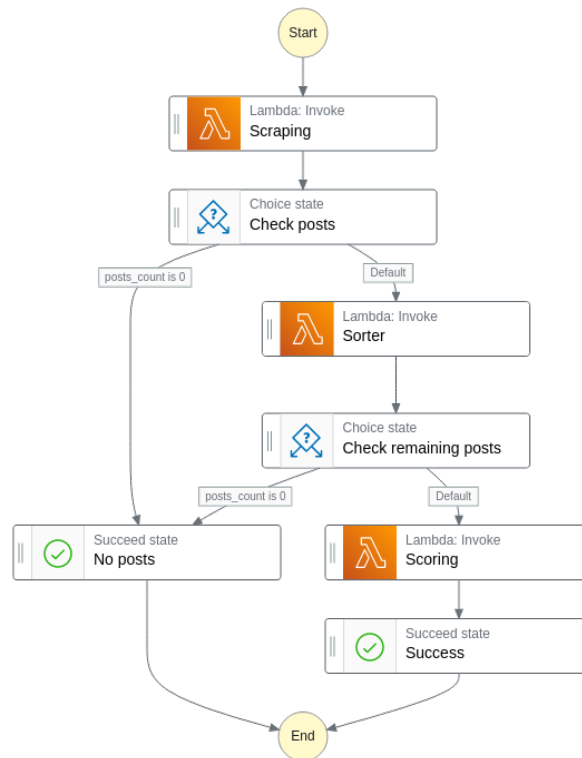 Start
Lambda: Invoke
Scraping
Choice state
Check posts
posts_count is 0
Default
Lambda: Invoke
Sorter
Choice state
Check remaining posts
posts_count is 0
Default
Succeed state
No posts
Lambda: Invoke
Scoring
Succeed state
Success
End